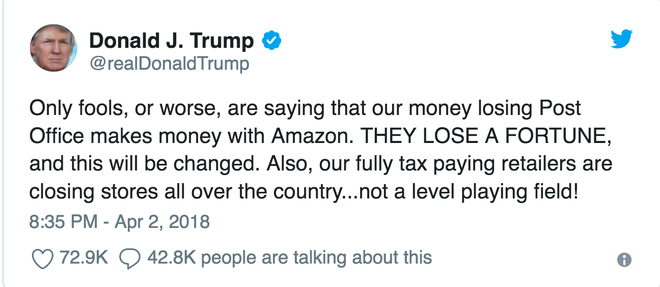 Donald J. Trump
@realDonaldTrump
Only fools, or worse, are saying that our money losing Post
Office makes money with Amazon. THEY LOSE A FORTUNE,
and this will be changed. Also, our fully tax paying retailers are
closing stores all over the country...not a level playing field!
8:35 PM - Apr 2, 2018
72.9K 42.8K people are talking about this